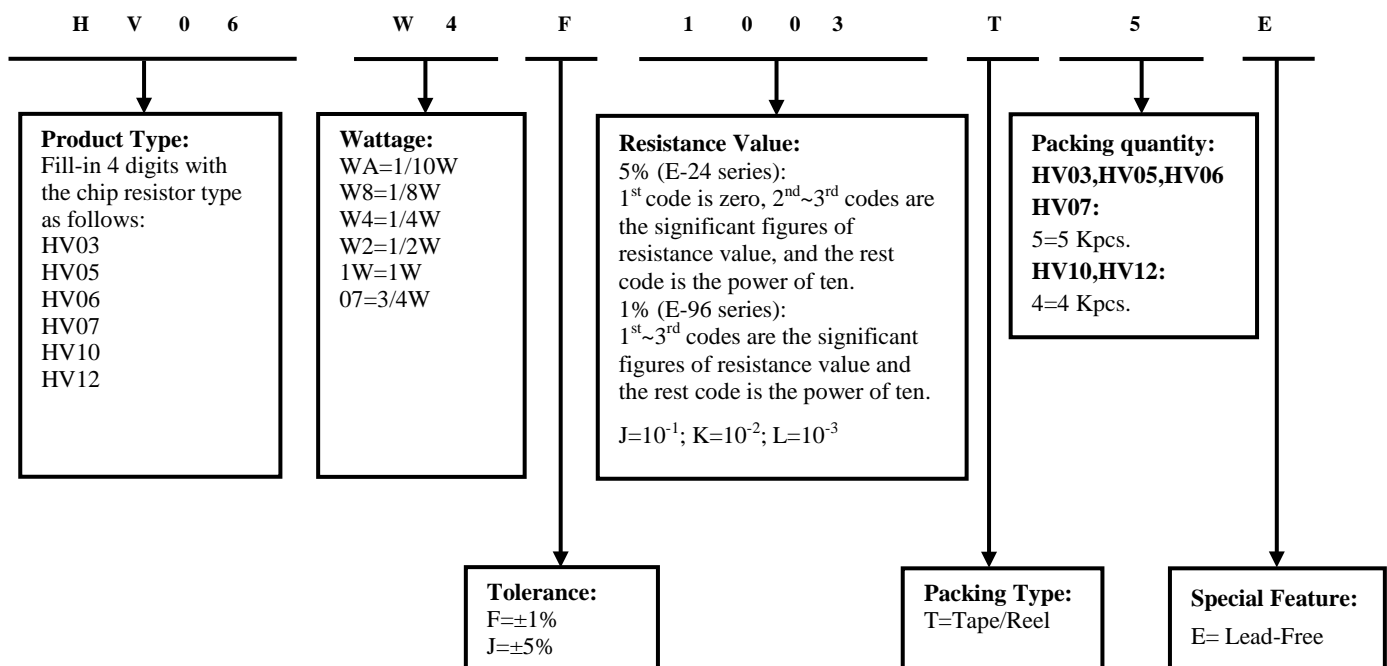 H V 0 6 W 4 F 1 0 0 3 T 5 E
Product Type:
Fill-in 4 digits with
the chip resistor type
as follows:
HV03
HV05
HV06
HV07
HV10
HV12
Wattage:
WA=1/10W
W8=1/8W
W4=1/4W
W2=1/2W
1W=1W
07=3/4W
Resistance Value:
5% (E-24 series):
1st code is zero, 2nd~3rd codes are
the significant figures of
resistance value, and the rest
code is the power of ten.
1% (E-96 series):
1st~3rd codes are the significant
figures of resistance value and
the rest code is the power of ten.
J=10-1; K=10-2; L=10-3
Packing quantity:
HV03,HV05,HV06
HV07:
5=5 Kpcs.
HV10,HV12:
4=4 Kpcs.
Tolerance:
F=±1%
J=±5%
Packing Type:
T=Tape/Reel
Special Feature:
E= Lead-Free